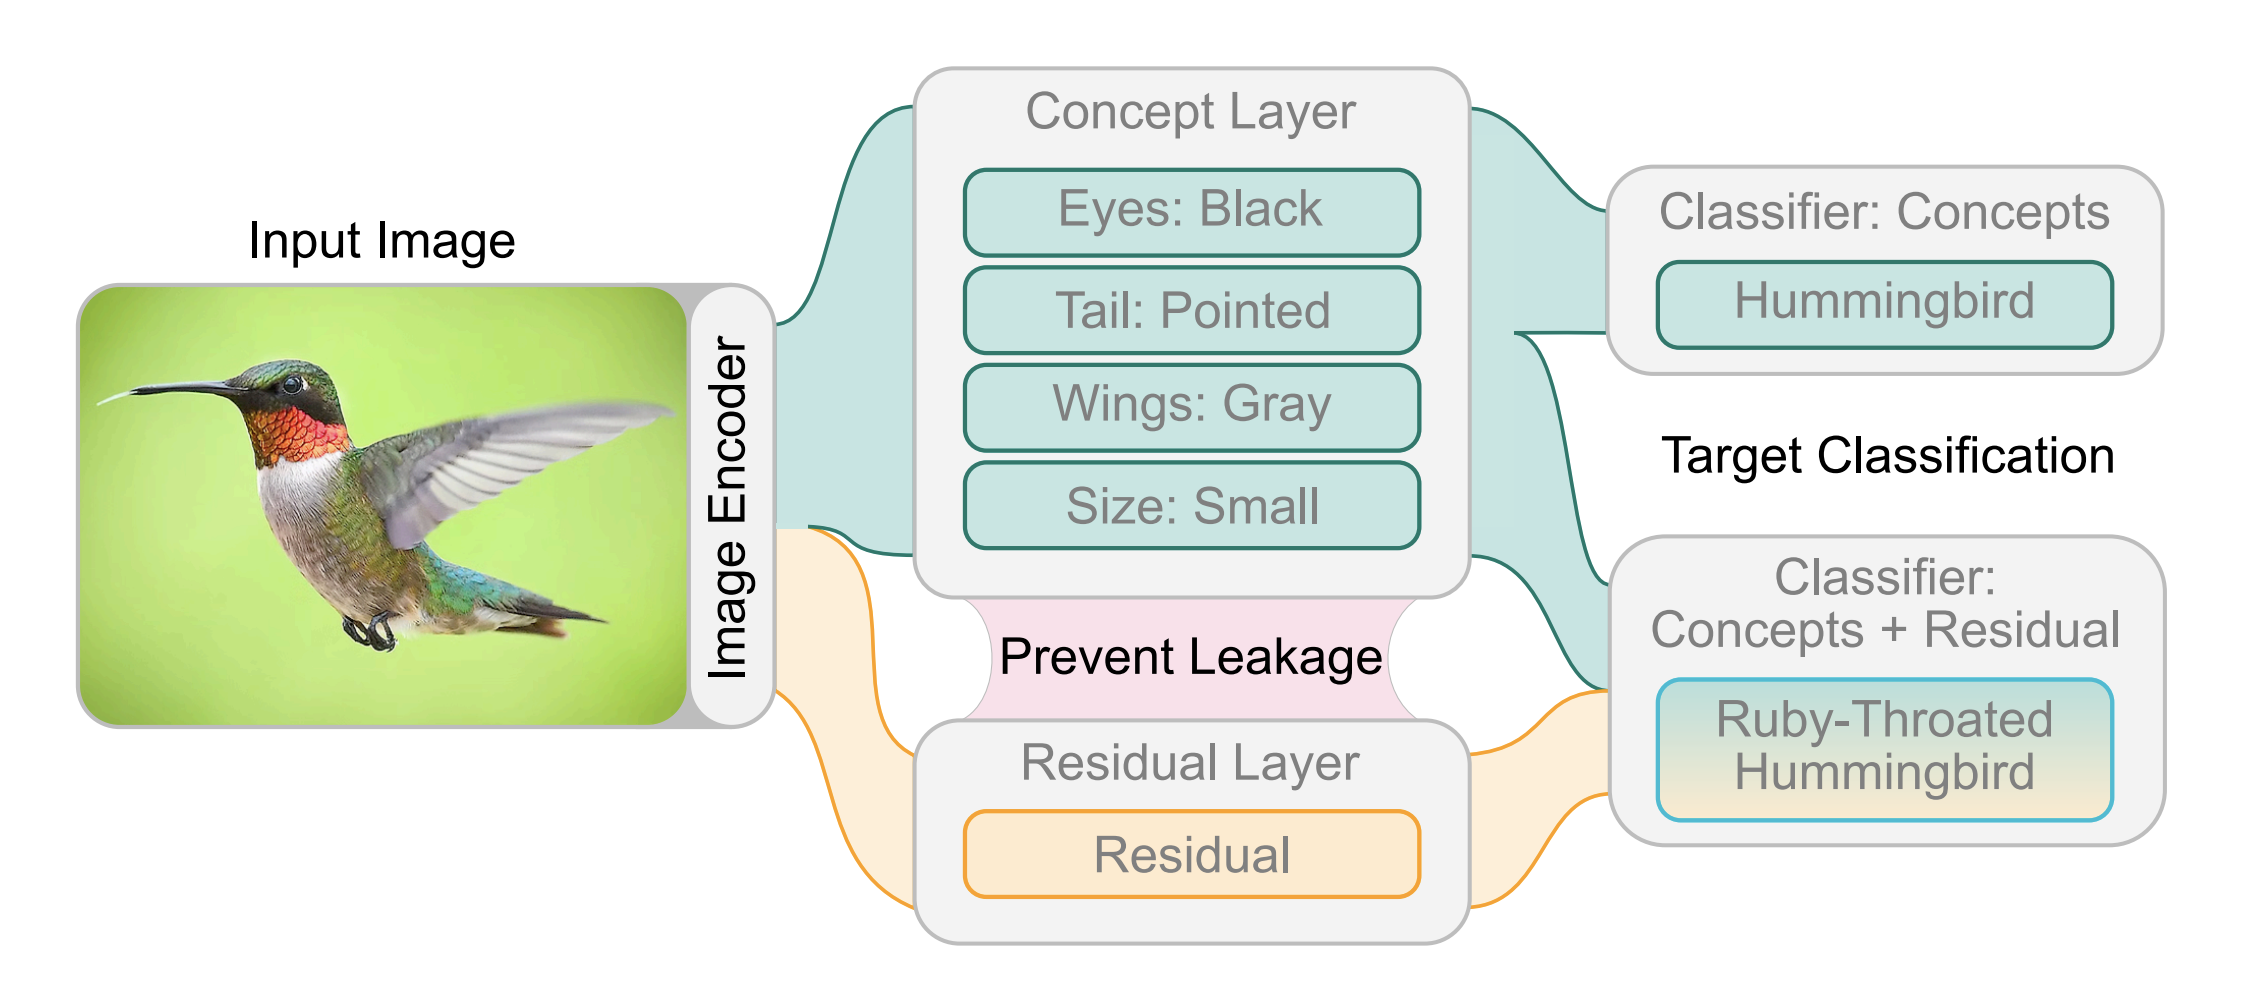 Input Image
Image Encoder
Concept Layer
Eyes: Black
Tail: Pointed
Wings: Gray
Size: Small
Prevent Leakage
Residual Layer
Residual
Classifier: Concepts
Hummingbird
Target Classification
Classifier:
Concepts + Residual
Ruby-Throated
Hummingbird